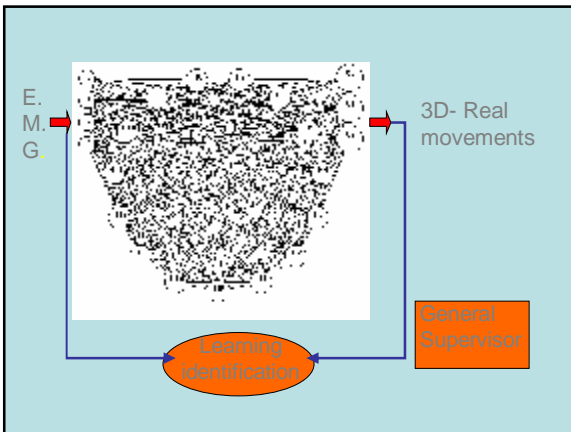 E.
M.
G.
3D- Real
movements
General
Supervisor
Learning
identification